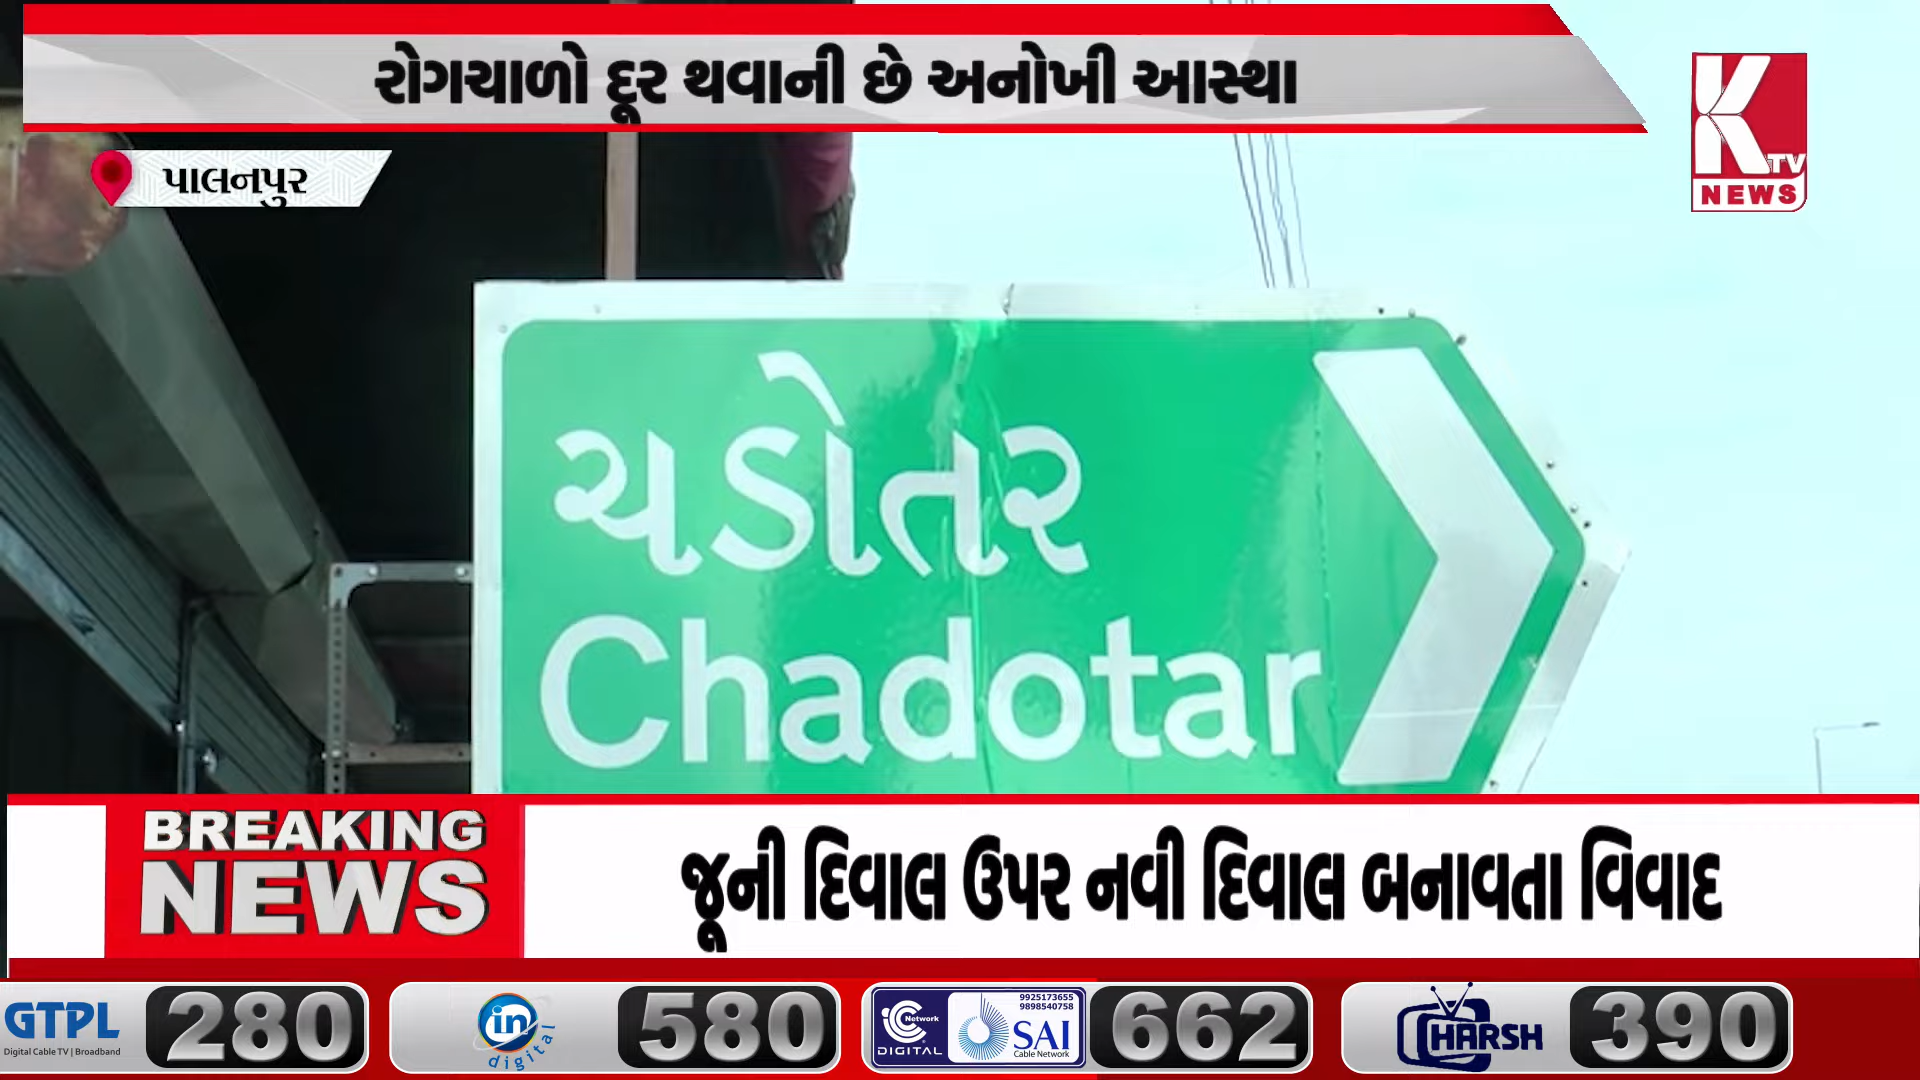 રોગચાળો દૂર થવાની છે અનોખી આસ્થા
K TV
NEWS
પાલનપુર
ચડોતર
Chadotar
BREAKING
NEWS
જૂની દિવાલ ઉપર નવી દિવાલ બનાવતા વિવાદ
GTPL
Digital Cable TV | Broadband
280
in
digital
580
Network
DIGITAL
9925173655
9898540758
SAI
Cable Network
662
HARSH
390